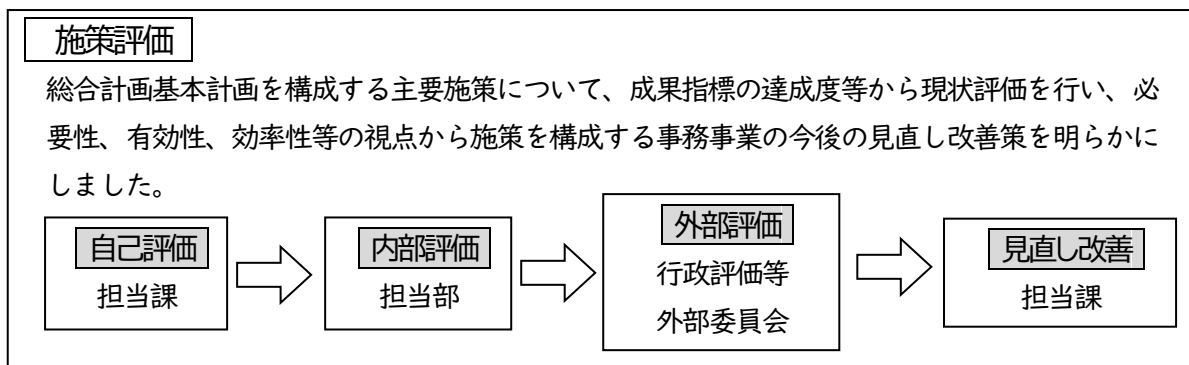 施策評価
総合計画基本計画を構成する主要施策について、成果指標の達成度等から現状評価を行い、必
要性、有効性、効率性等の視点から施策を構成する事務事業の今後の見直し改善策を明らかに
しました。
自己評価
担当課
内部評価
担当部
外部評価
行政評価等
外部委員会
見直し改善
担当課